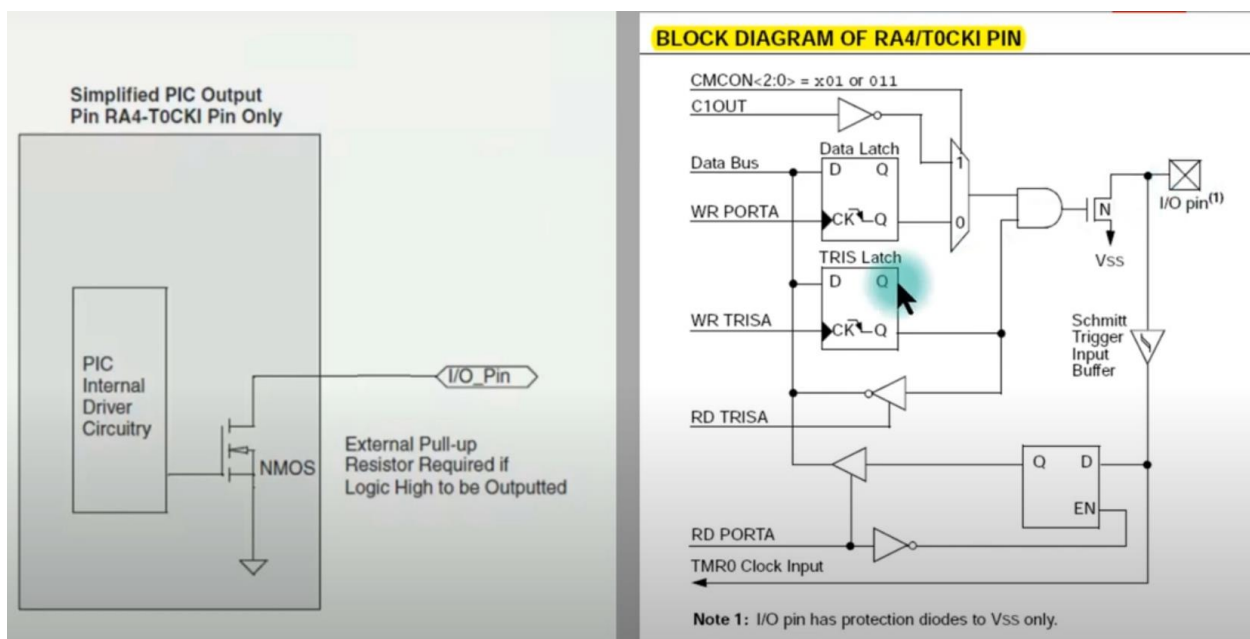 Simplified PIC Output
Pin RA4-T0CKI Pin Only
PIC
Internal
Driver
Circuitry
NMOS
I/O_Pin
External Pull-up
Resistor Required if
Logic High to be Outputted
BLOCK DIAGRAM OF RA4/T0CKI PIN
CMCON<2:0> = x01 or 011
C1OUT
Data Bus
Data Latch
D Q
WR PORTA
CK Q
1
0
N
I/O pin(1)
VSS
TRIS Latch
D Q
WR TRISA
CK Q
Schmitt
Trigger
Input
Buffer
RD TRISA
Q D
EN
RD PORTA
TMR0 Clock Input
Note 1: I/O pin has protection diodes to VSS only.